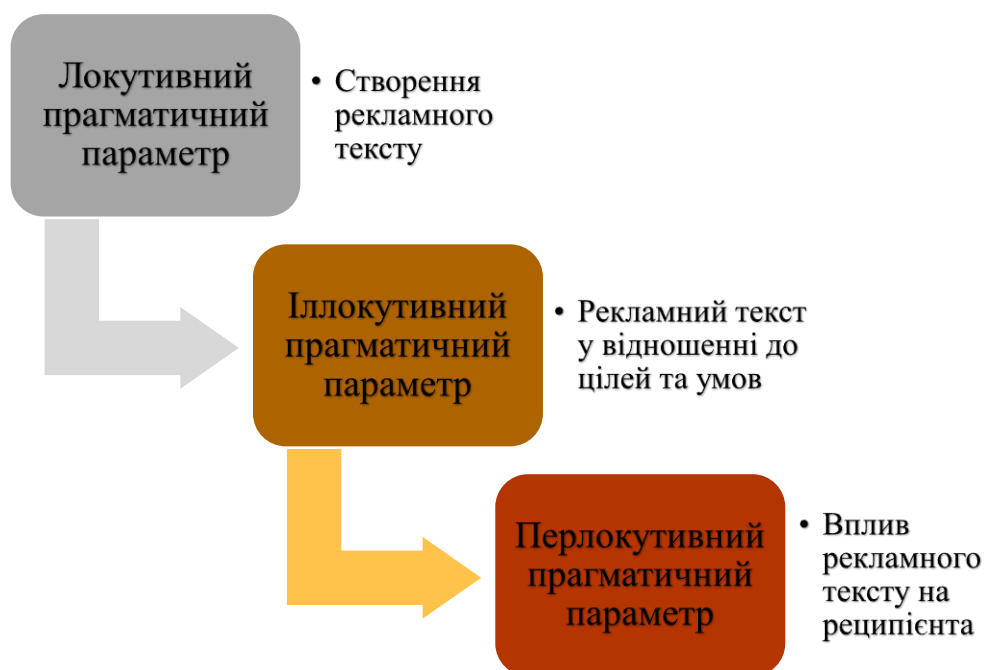 Локутивний
прагматичний
параметр
• Створення
рекламного
тексту
Іллокутивний
прагматичний
параметр
• Рекламний текст
у відношенні до
цілей та умов
Перлокутивний
прагматичний
параметр
• Вплив
рекламного
тексту на
реципієнта